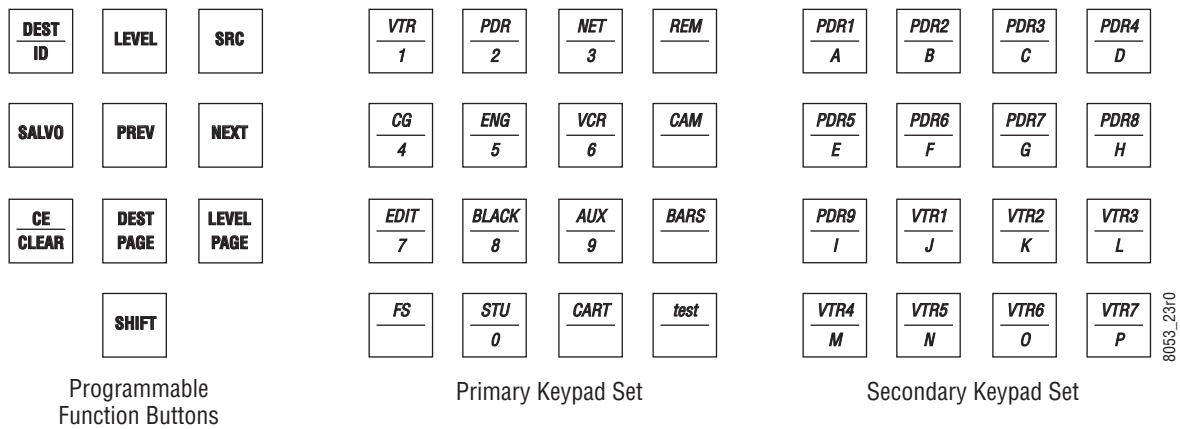 DEST
ID
LEVEL
SRC
SALVO
PREV
NEXT
CE
CLEAR
DEST
PAGE
LEVEL
PAGE
SHIFT
Programmable
Function Buttons
VTR
1
PDR
2
NET
3
REM
CG
4
ENG
5
VCR
6
CAM
EDIT
7
BLACK
8
AUX
9
BARS
FS
STU
0
CART
test
Primary Keypad Set
PDR1
A
PDR2
B
PDR3
C
PDR4
D
PDR5
E
PDR6
F
PDR7
G
PDR8
H
PDR9
I
VTR1
J
VTR2
K
VTR3
L
VTR4
M
VTR5
N
VTR6
O
VTR7
P
Secondary Keypad Set
8053_23r0